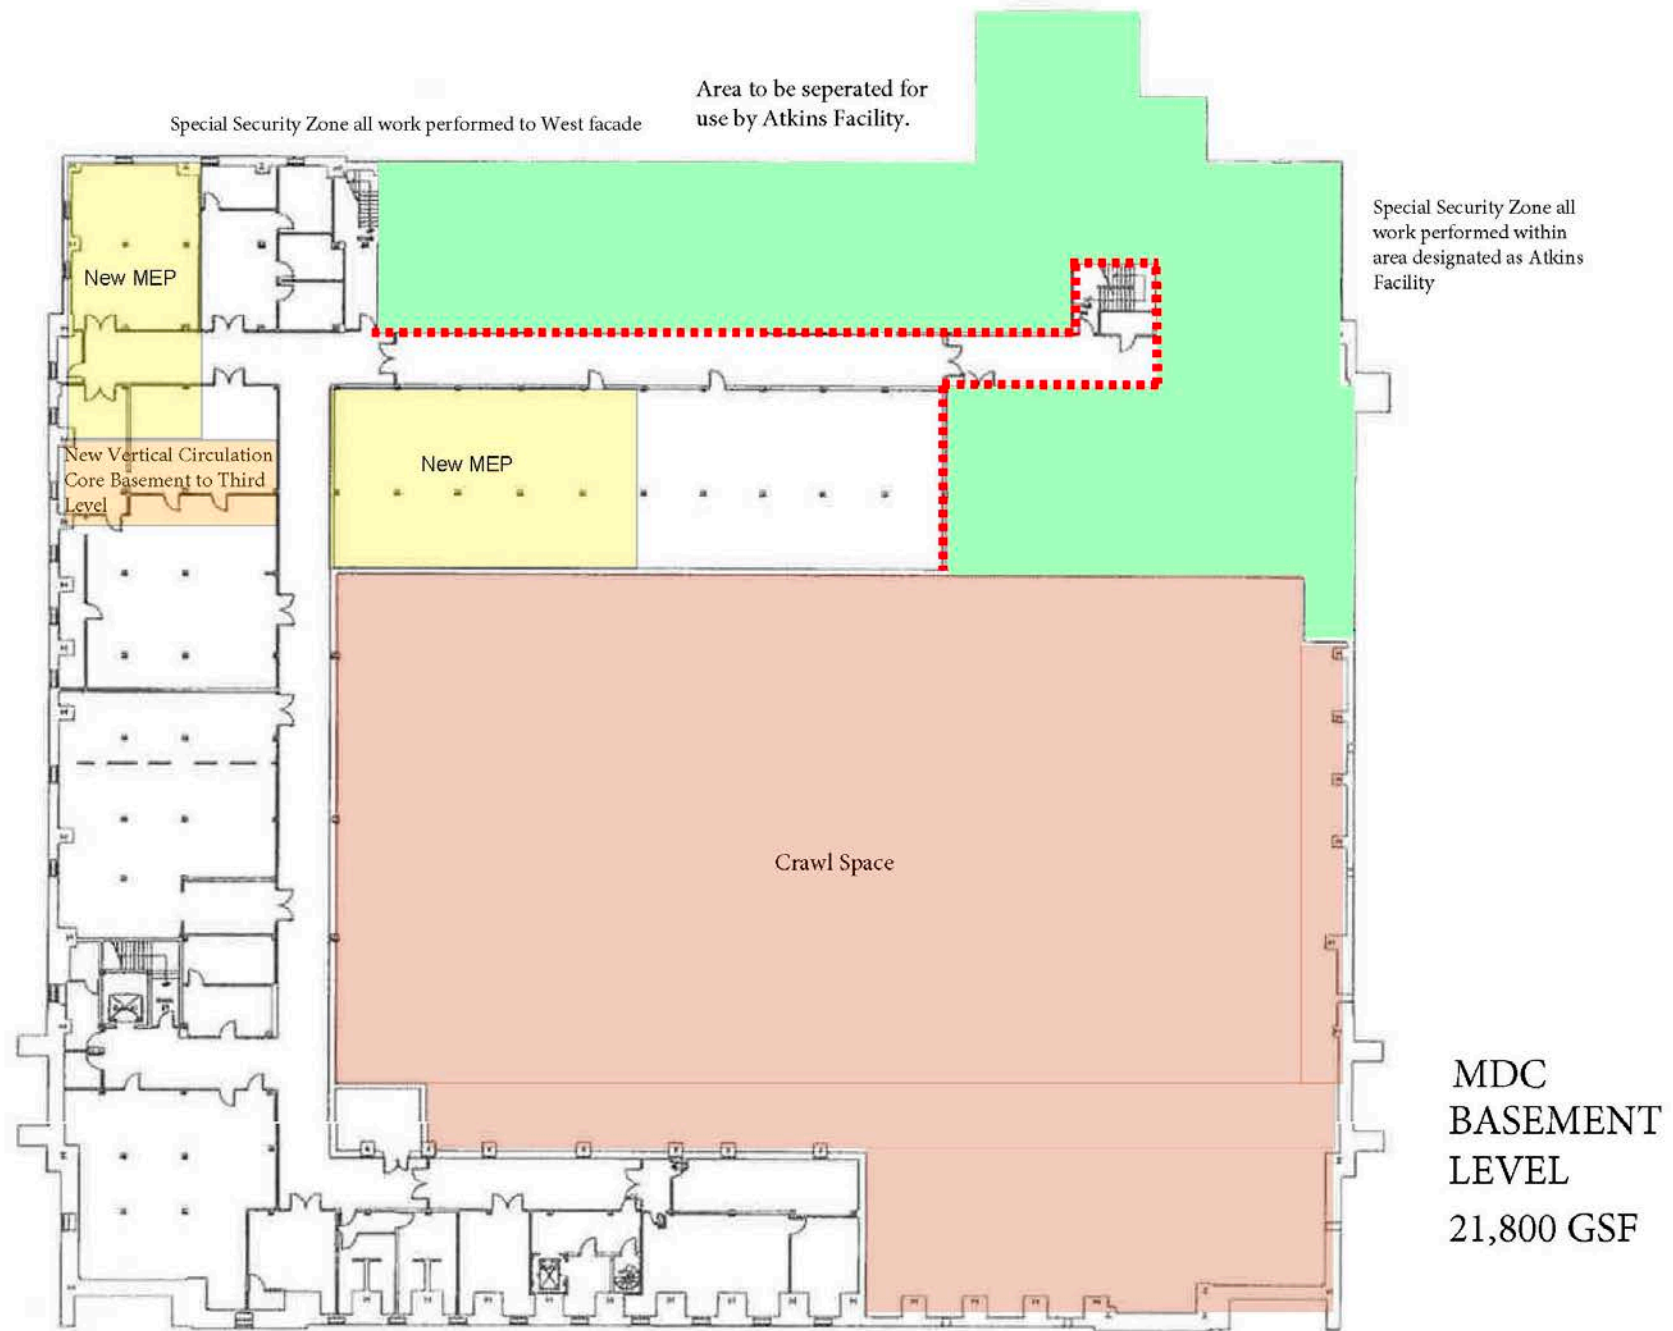 Area to be seperated for
use by Atkins Facility.
Special Security Zone all work performed to West facade
Special Security Zone all
work performed within
area designated as Atkins
Facility
New MEP
New Vertical Circulation
Core Basement to Third
Level
New MEP
Crawl Space
MDC
BASEMENT
LEVEL
21,800 GSF